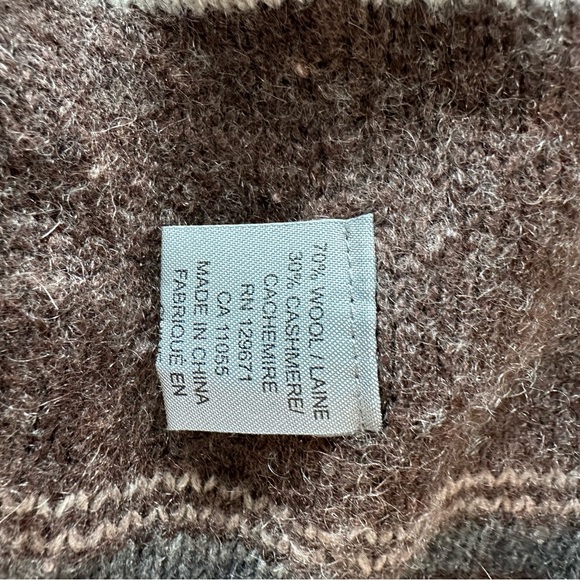 70% WOOL / LAINE
30% CASHMERE/
CACHEMIRE
RN 129671
CA 11055
MADE IN CHINA
FABRIQUE EN